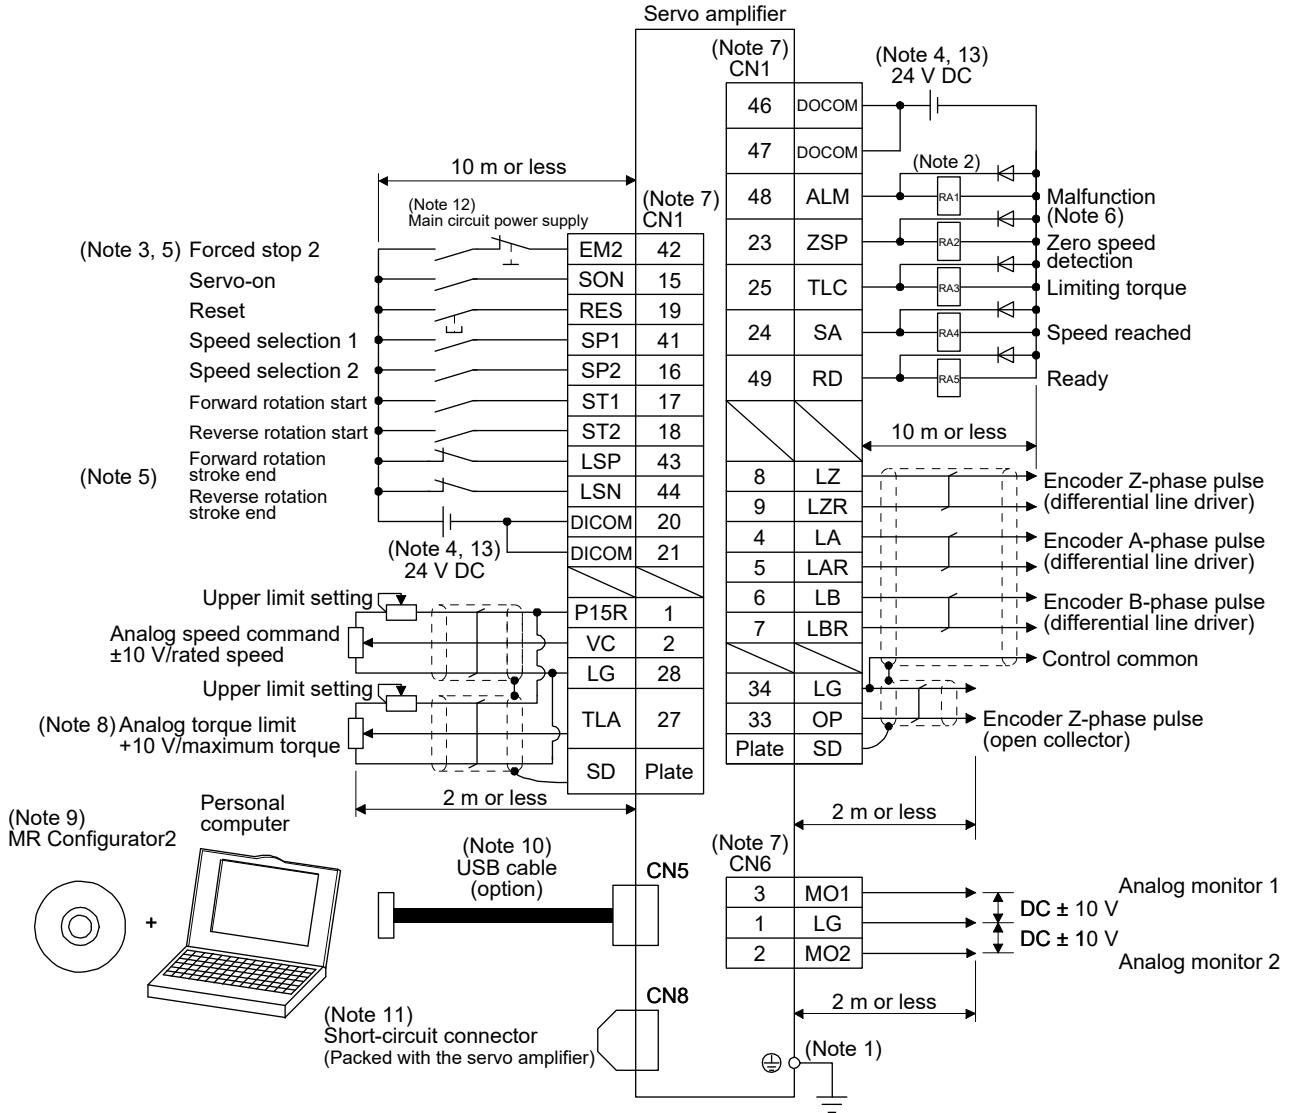 Servo amplifier
10 m or less
(Note 12)
Main circuit power supply
(Note 7)
CN1
(Note 3, 5) Forced stop 2
EM2 42
Servo-on
SON 15
Reset
RES 19
Speed selection 1
SP1 41
Speed selection 2
SP2 16
Forward rotation start
ST1 17
Reverse rotation start
ST2 18
(Note 5)
Forward rotation
stroke end
LSP 43
Reverse rotation
stroke end
LSN 44
DICOM 20
DICOM 21
(Note 4, 13)
24 V DC
Upper limit setting
P15R 1
Analog speed command
±10 V/rated speed
VC 2
LG 28
Upper limit setting
(Note 8) Analog torque limit
+10 V/maximum torque
TLA 27
SD Plate
2 m or less
(Note 7)
CN1
(Note 4, 13)
24 V DC
46 DOCOM
47 DOCOM
(Note 2)
48 ALM
RA1
Malfunction
(Note 6)
23 ZSP
RA2
Zero speed
detection
25 TLC
RA3
Limiting torque
24 SA
RA4
Speed reached
49 RD
RA5
Ready
10 m or less
8 LZ
9 LZR
Encoder Z-phase pulse
(differential line driver)
4 LA
5 LAR
Encoder A-phase pulse
(differential line driver)
6 LB
7 LBR
Encoder B-phase pulse
(differential line driver)
Control common
34 LG
33 OP
Encoder Z-phase pulse
(open collector)
Plate SD
2 m or less
(Note 9)
MR Configurator2
+
Personal
computer
(Note 10)
USB cable
(option)
CN5
(Note 7)
CN6
3 MO1
Analog monitor 1
DC ± 10 V
1 LG
DC ± 10 V
2 MO2
Analog monitor 2
2 m or less
(Note 11)
Short-circuit connector
(Packed with the servo amplifier)
CN8
(Note 1)